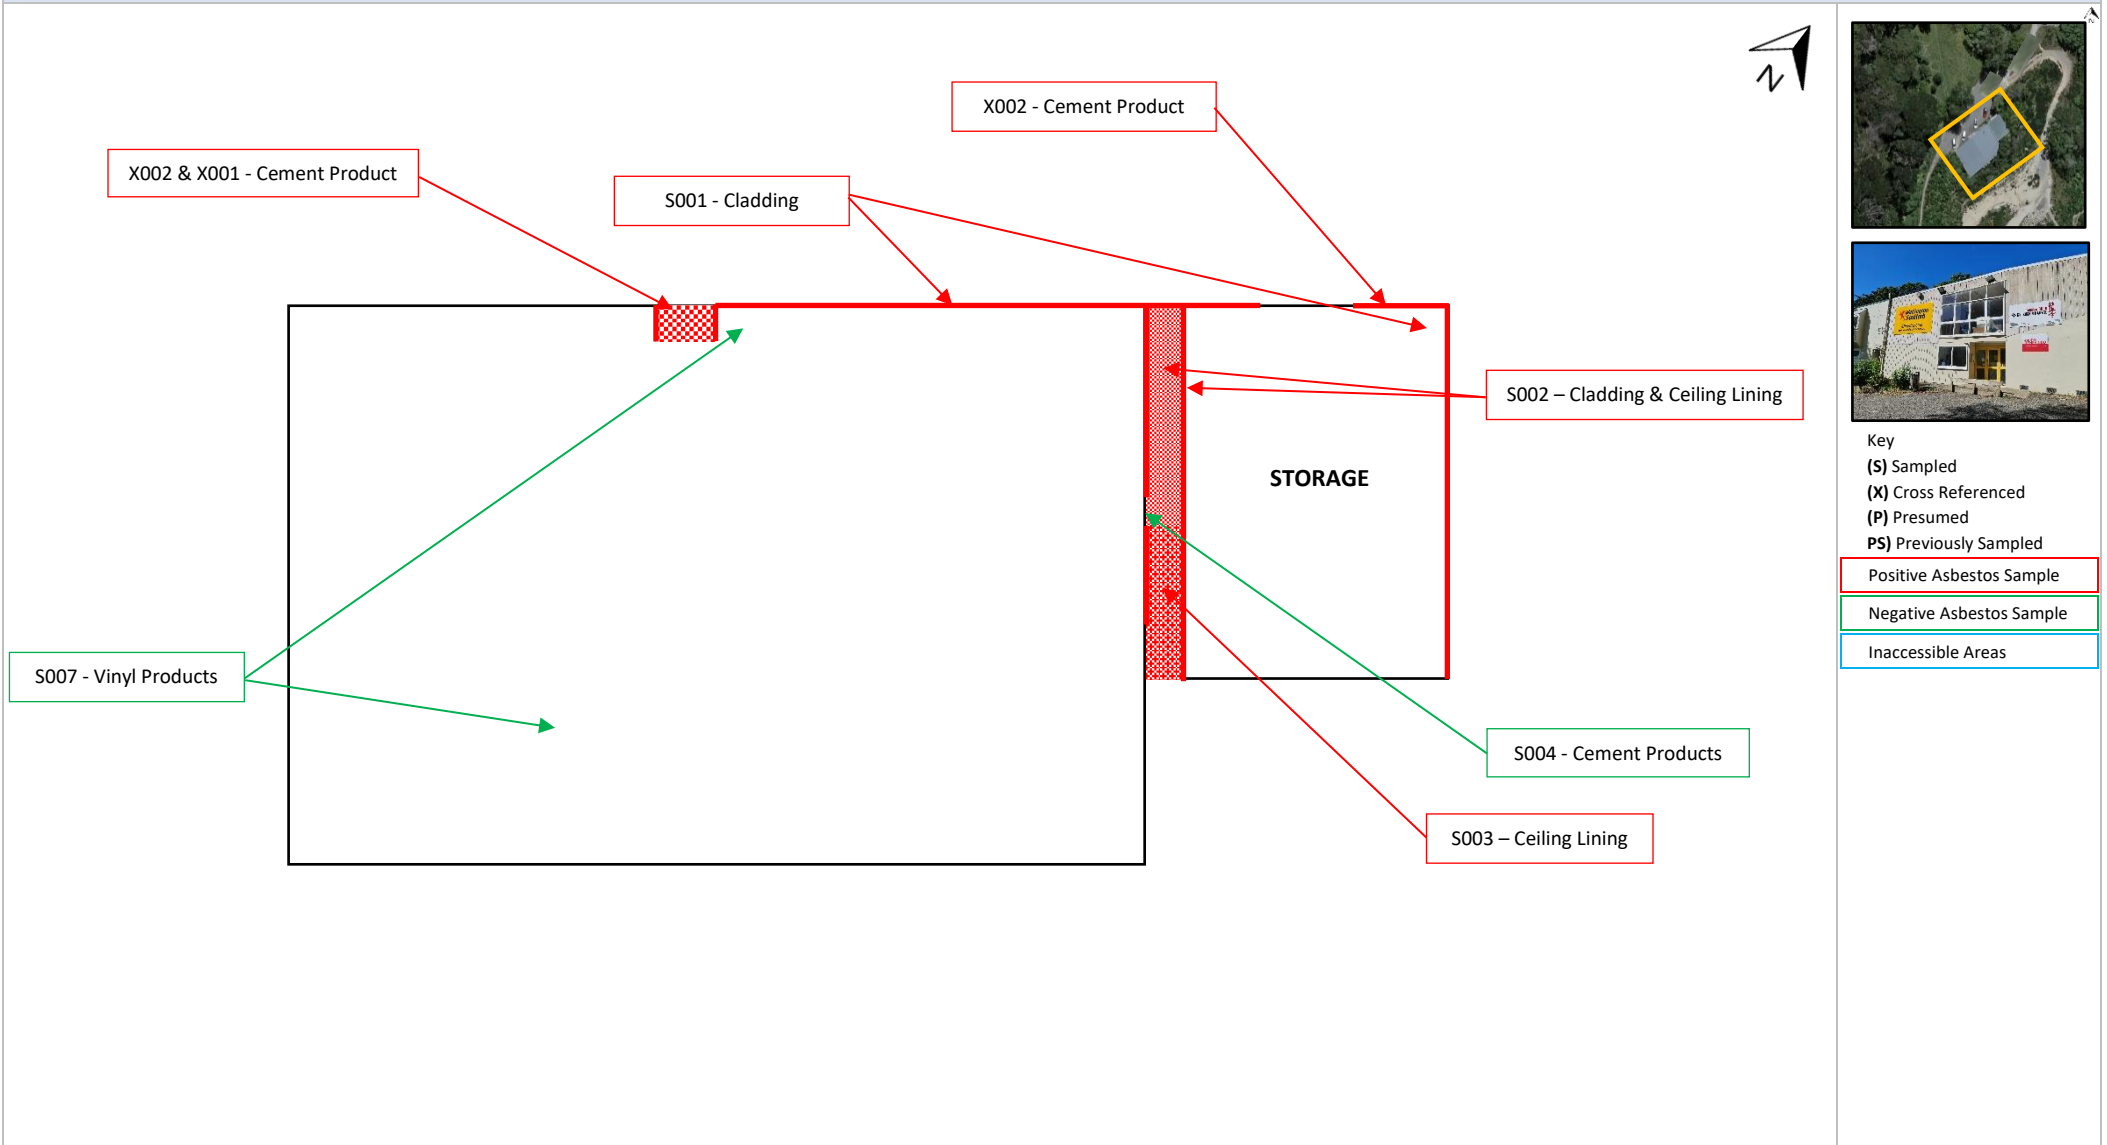 N
X002 - Cement Product
X002 & X001 - Cement Product
S001 - Cladding
S002 – Cladding & Ceiling Lining
STORAGE
S007 - Vinyl Products
S004 - Cement Products
S003 – Ceiling Lining
N
Key
(S) Sampled
(X) Cross Referenced
(P) Presumed
PS) Previously Sampled
Positive Asbestos Sample
Negative Asbestos Sample
Inaccessible Areas